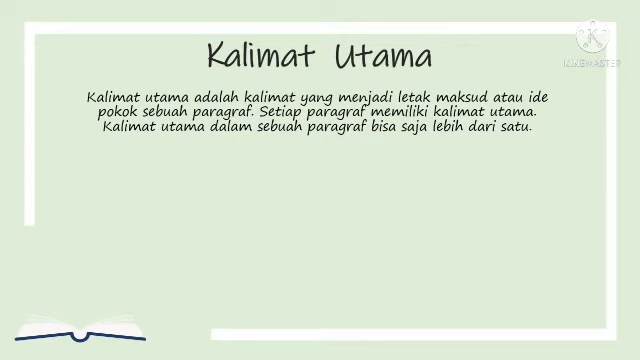 Kalimat Utama
Kalimat utama adalah kalimat yang menjadi letak maksud atau ide
pokok sebuah paragraf. Setiap paragraf memiliki kalimat utama.
Kalimat utama dalam sebuah paragraf bisa saja lebih dari satu.
K
KINEMASTER